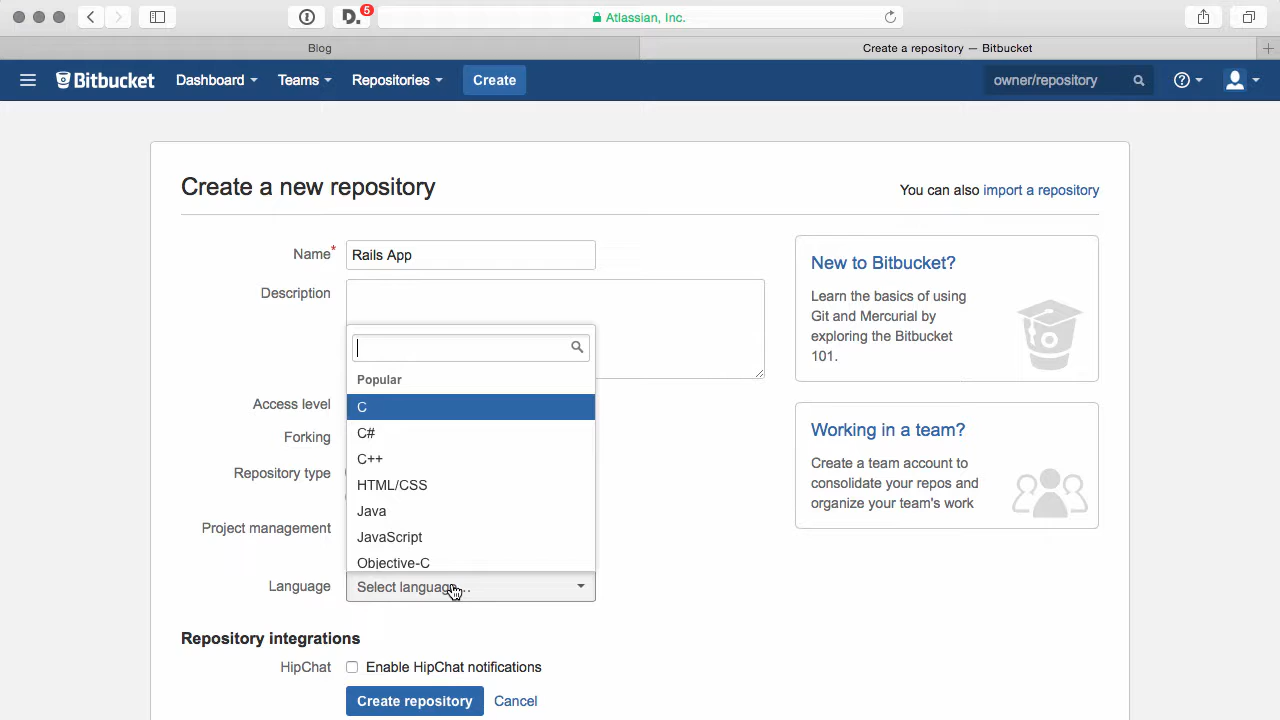 5
Atlassian, Inc.
Blog
Create a repository — Bitbucket
Bitbucket Dashboard Teams Repositories Create owner/repository
Create a new repository
You can also import a repository
Name* Rails App
Description
Popular
C
C#
C++
HTML/CSS
Java
JavaScript
Objective-C
Access level
Forking
Repository type
Project management
Language Select language...
Repository integrations
HipChat Enable HipChat notifications
Create repository Cancel
New to Bitbucket?
Learn the basics of using
Git and Mercurial by
exploring the Bitbucket
101.
Working in a team?
Create a team account to
consolidate your repos and
organize your team's work